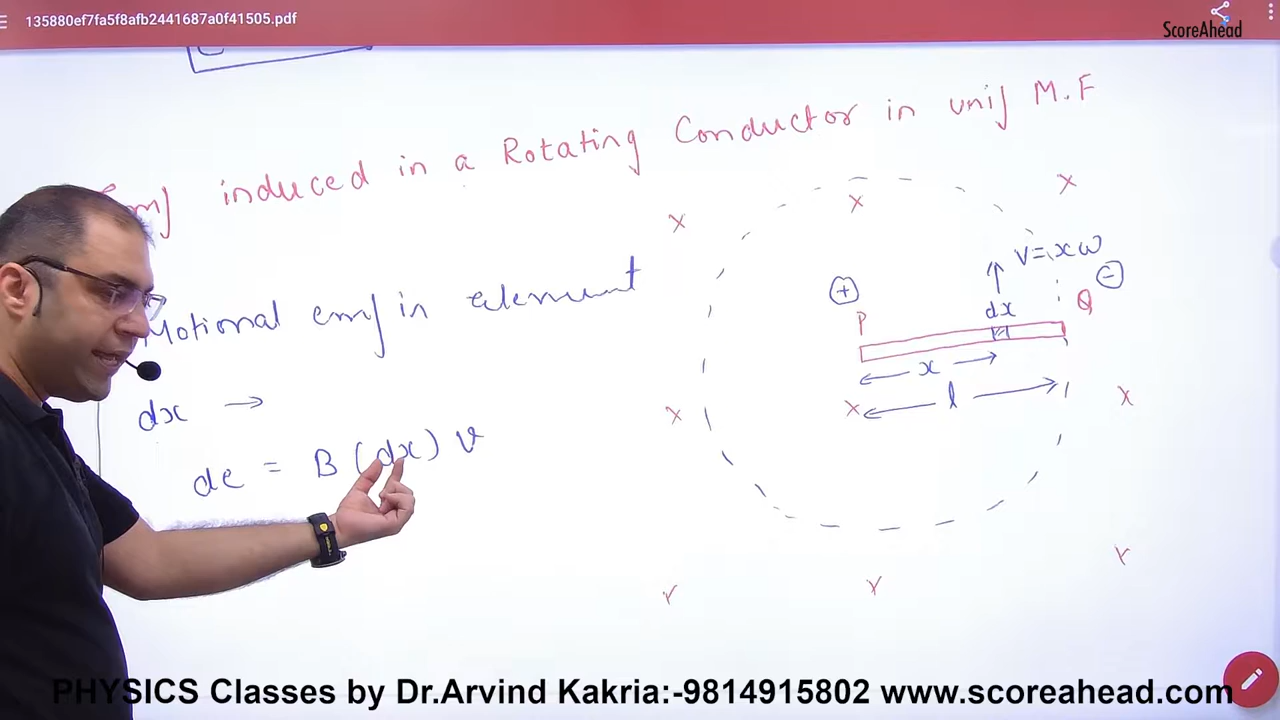 135880ef7fa5f8afb2441687a0f41505.pdf
ScoreAhead
induced in a Rotating Conductor in unif M.F
Motional emf in element
dx →
de = B (dx) v
x
x
x
V = xω
+
−
P
dx
Q
x
x
x
l
x
x
x
x
PHYSICS Classes by Dr.Arvind Kakria:-9814915802 www.scoreahead.com